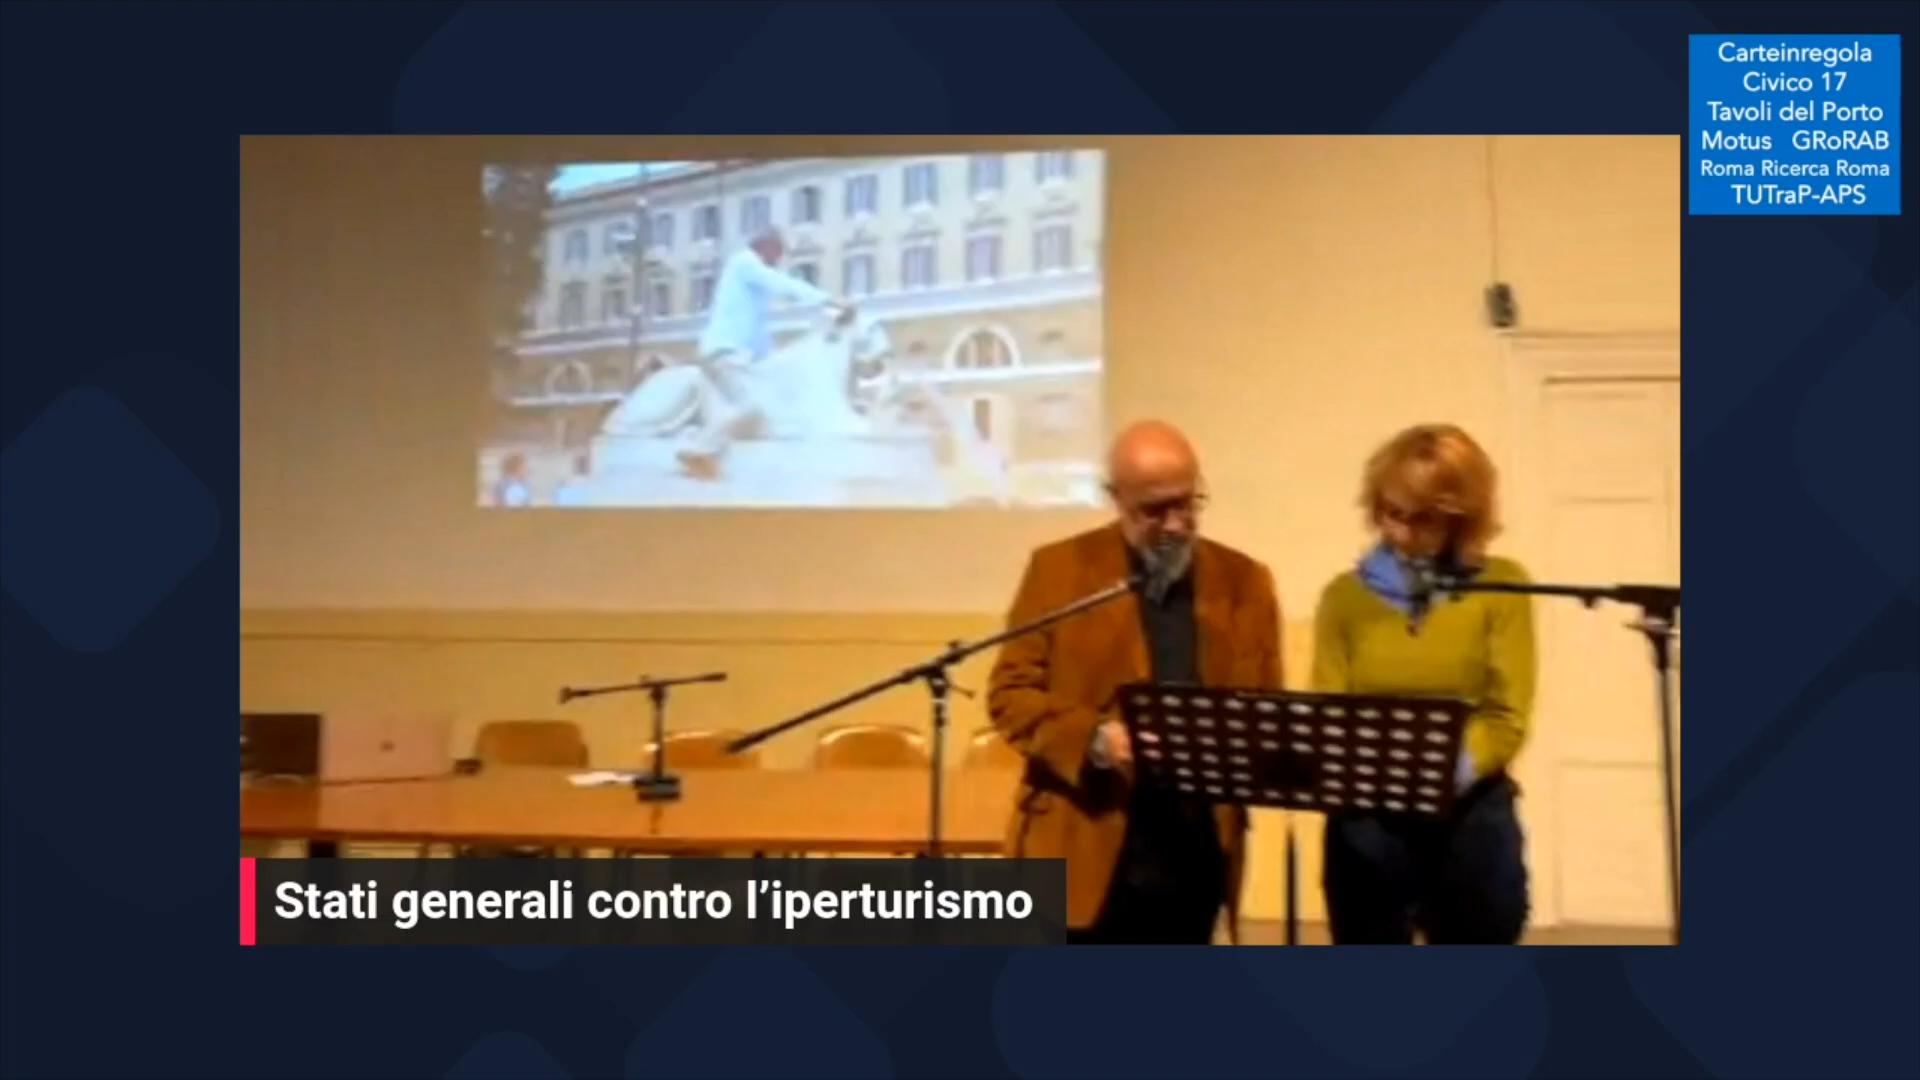 Carteinregola
Civico 17
Tavoli del Porto
Motus GRoRAB
Roma Ricerca Roma
TUTraP-APS
Stati generali contro l’iperturismo